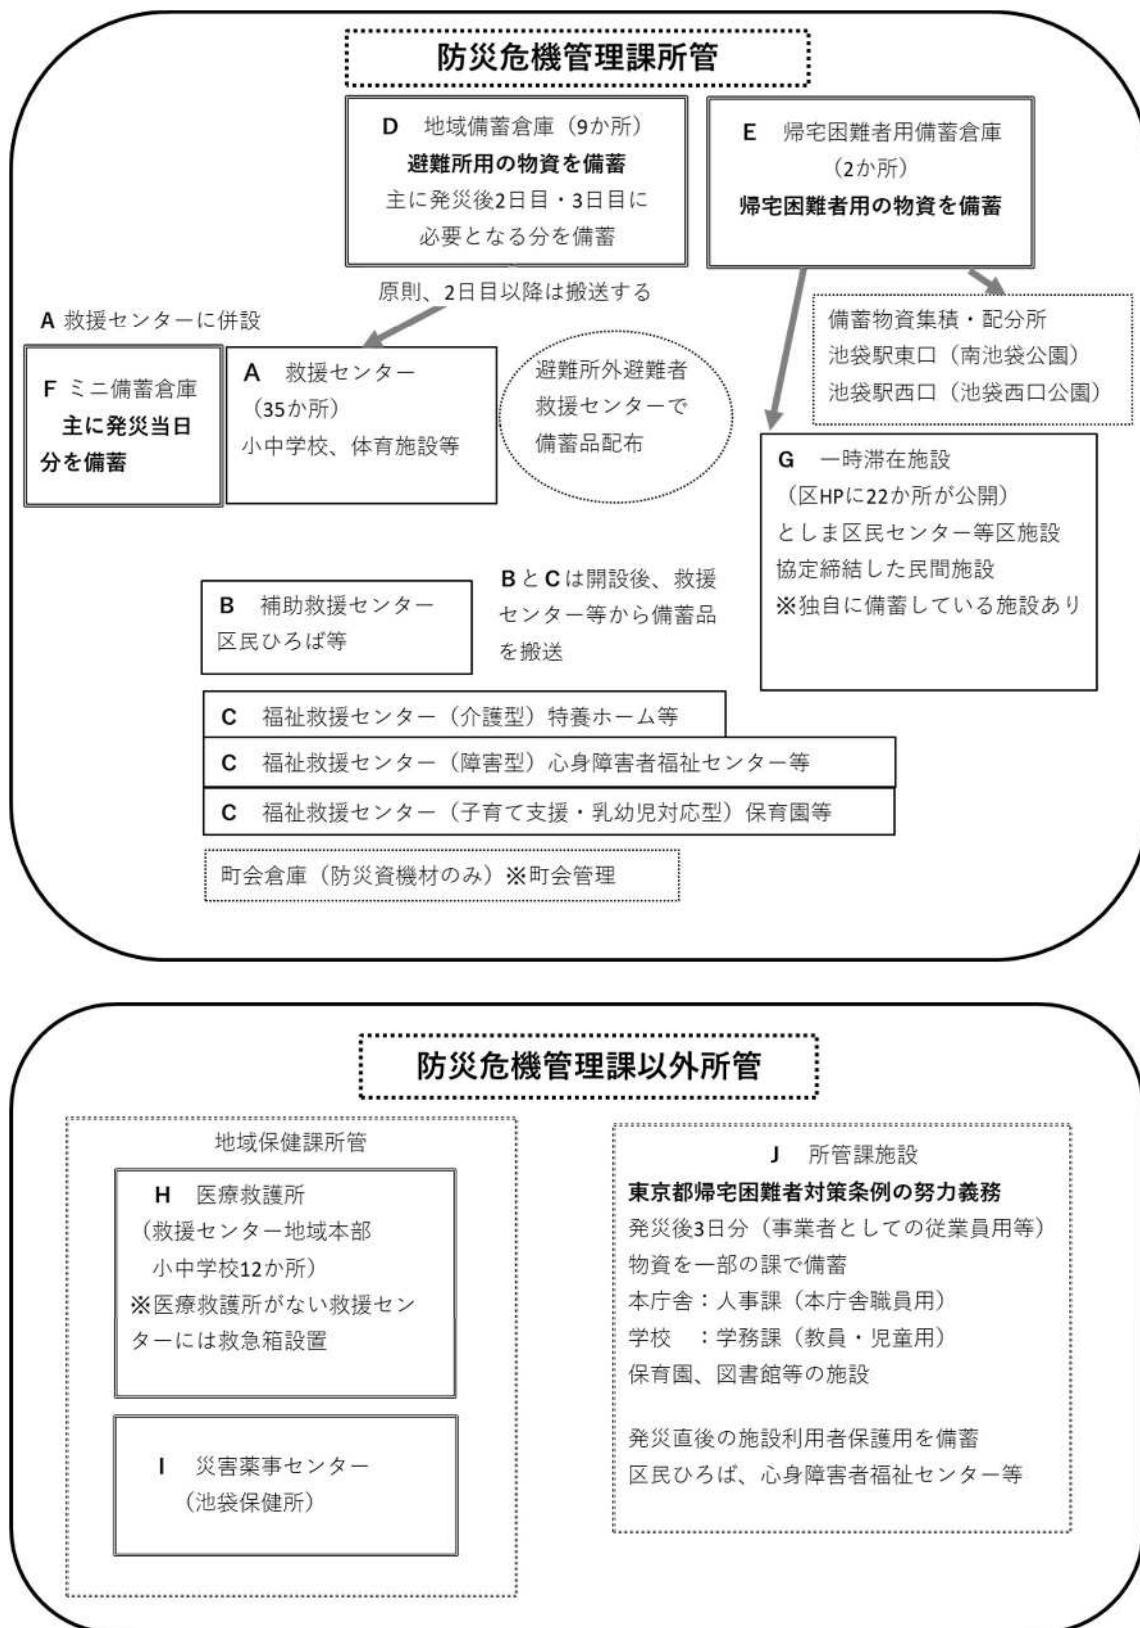 防災危機管理課所管
D 地域備蓄倉庫（9か所）
避難所用の物資を備蓄
主に発災後2日目・3日目に
必要となる分を備蓄
E 帰宅困難者用備蓄倉庫
（2か所）
帰宅困難者用の物資を備蓄
原則、2日目以降は搬送する
備蓄物資集積・配分所
池袋駅東口（南池袋公園）
池袋駅西口（池袋西口公園）
A 救援センターに併設
F ミニ備蓄倉庫
主に発災当日
分を備蓄
A 救援センター
（35か所）
小中学校、体育施設等
避難所外避難者
救援センターで
備蓄品配布
G 一時滞在施設
（区HPに22か所が公開）
としま区民センター等区施設
協定締結した民間施設
※独自に備蓄している施設あり
B 補助救援センター
区民ひろば等
BとCは開設後、救援
センター等から備蓄品
を搬送
C 福祉救援センター（介護型）特養ホーム等
C 福祉救援センター（障害型）心身障害者福祉センター等
C 福祉救援センター（子育て支援・乳幼児対応型）保育園等
町会倉庫（防災資機材のみ）※町会管理
防災危機管理課以外所管
地域保健課所管
H 医療救護所
（救援センター地域本部
小中学校12か所）
※医療救護所がない救援セン
ターには救急箱設置
I 災害薬事センター
（池袋保健所）
J 所管課施設
東京都帰宅困難者対策条例の努力義務
発災後3日分（事業者としての従業員用等）
物資を一部の課で備蓄
本庁舎：人事課（本庁舎職員用）
学校 ：学務課（教員・児童用）
保育園、図書館等の施設
発災直後の施設利用者保護用を備蓄
区民ひろば、心身障害者福祉センター等